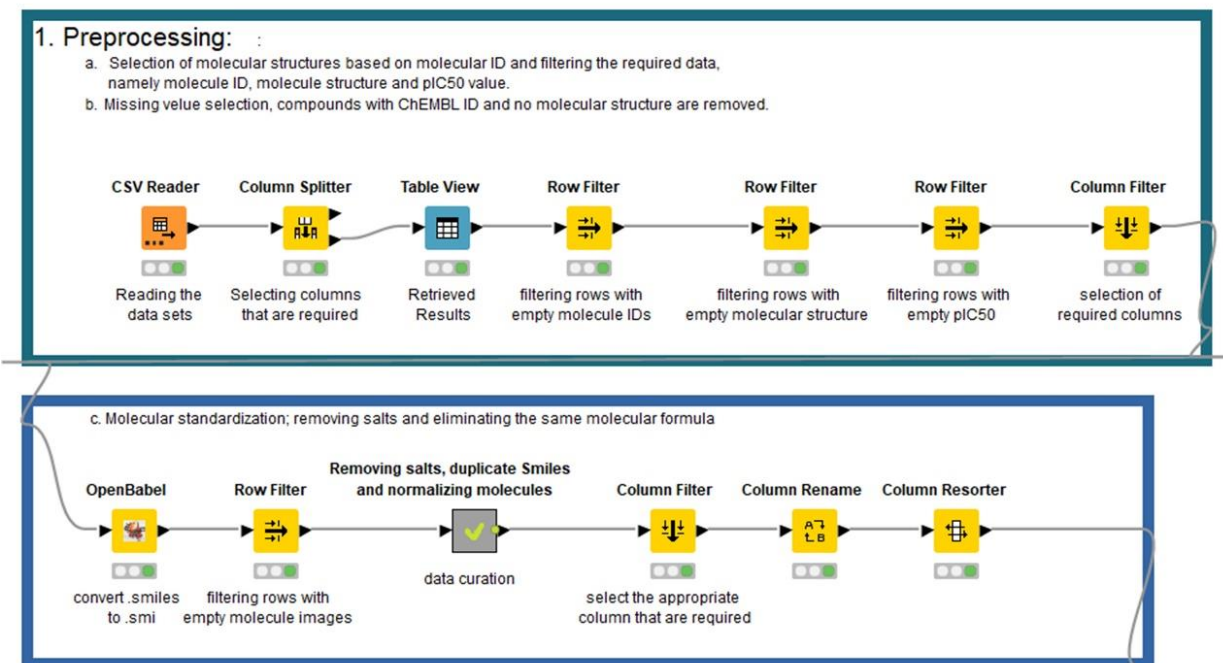 1. Preprocessing: :
a. Selection of molecular structures based on molecular ID and filtering the required data,
namely molecule ID, molecule structure and pIC50 value.
b. Missing velue selection, compounds with ChEMBL ID and no molecular structure are removed.
CSV Reader Column Splitter Table View Row Filter Row Filter Row Filter Column Filter
Reading the Selecting columns Retrieved filtering rows with filtering rows with filtering rows with selection of
data sets that are required Results empty molecule IDs empty molecular structure empty pIC50 required columns
c. Molecular standardization; removing salts and eliminating the same molecular formula
Removing salts, duplicate Smiles
OpenBabel Row Filter and normalizing molecules Column Filter Column Rename Column Resorter
A
B
data curation
convert .smiles filtering rows with select the appropriate
to .smi empty molecule images column that are required